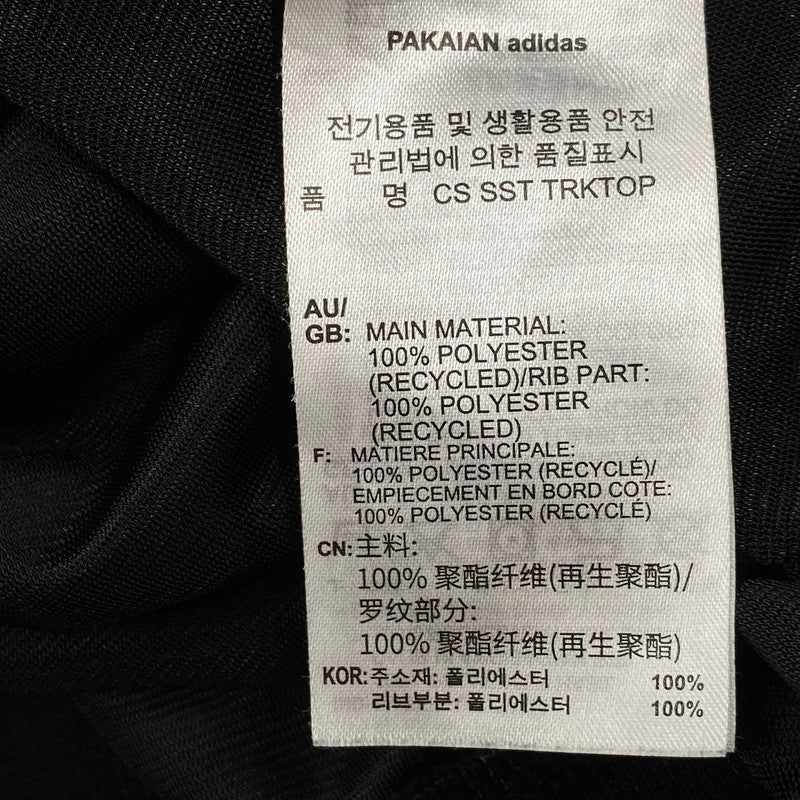 PAKAIAN adidas
전기용품 및 생활용품 안전
관리법에 의한 품질표시
품 명 CS SST TRKTOP
AU/
GB: MAIN MATERIAL:
100% POLYESTER
(RECYCLED)/RIB PART:
100% POLYESTER
(RECYCLED)
F: MATIERE PRINCIPALE:
100% POLYESTER (RECYCLÉ)/
EMPIECEMENT EN BORD COTE:
100% POLYESTER (RECYCLÉ)
CN: 主料:
100% 聚酯纤维(再生聚酯)/
罗纹部分:
100% 聚酯纤维(再生聚酯)
KOR: 주소재: 폴리에스터 100%
리브부분: 폴리에스터 100%